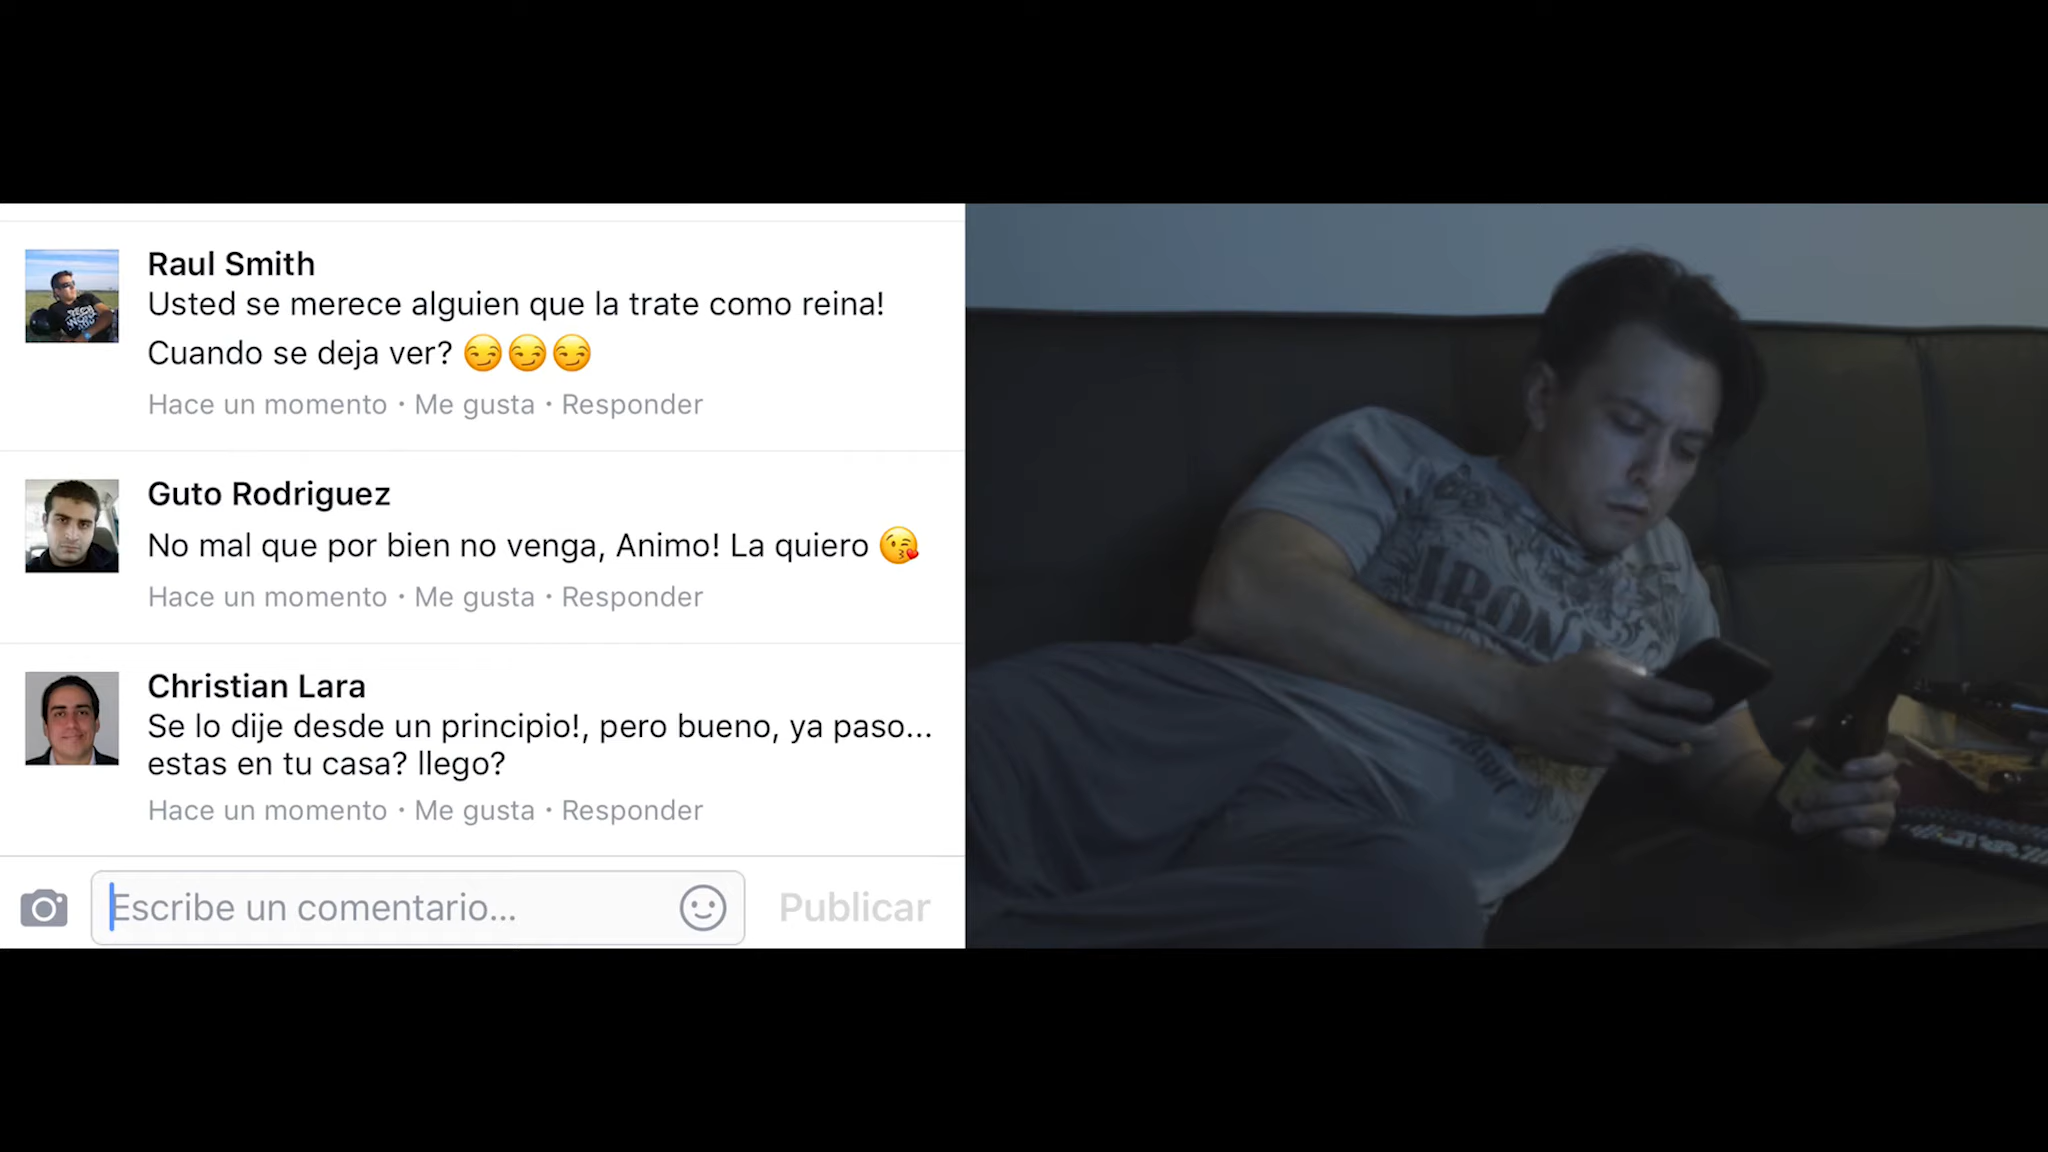 Raul Smith
Usted se merece alguien que la trate como reina!
Cuando se deja ver? 😏😏😏
Hace un momento · Me gusta · Responder
Guto Rodriguez
No mal que por bien no venga, Animo! La quiero 😘
Hace un momento · Me gusta · Responder
Christian Lara
Se lo dije desde un principio!, pero bueno, ya paso...
estas en tu casa? llego?
Hace un momento · Me gusta · Responder
Escribe un comentario...
Publicar
IRON